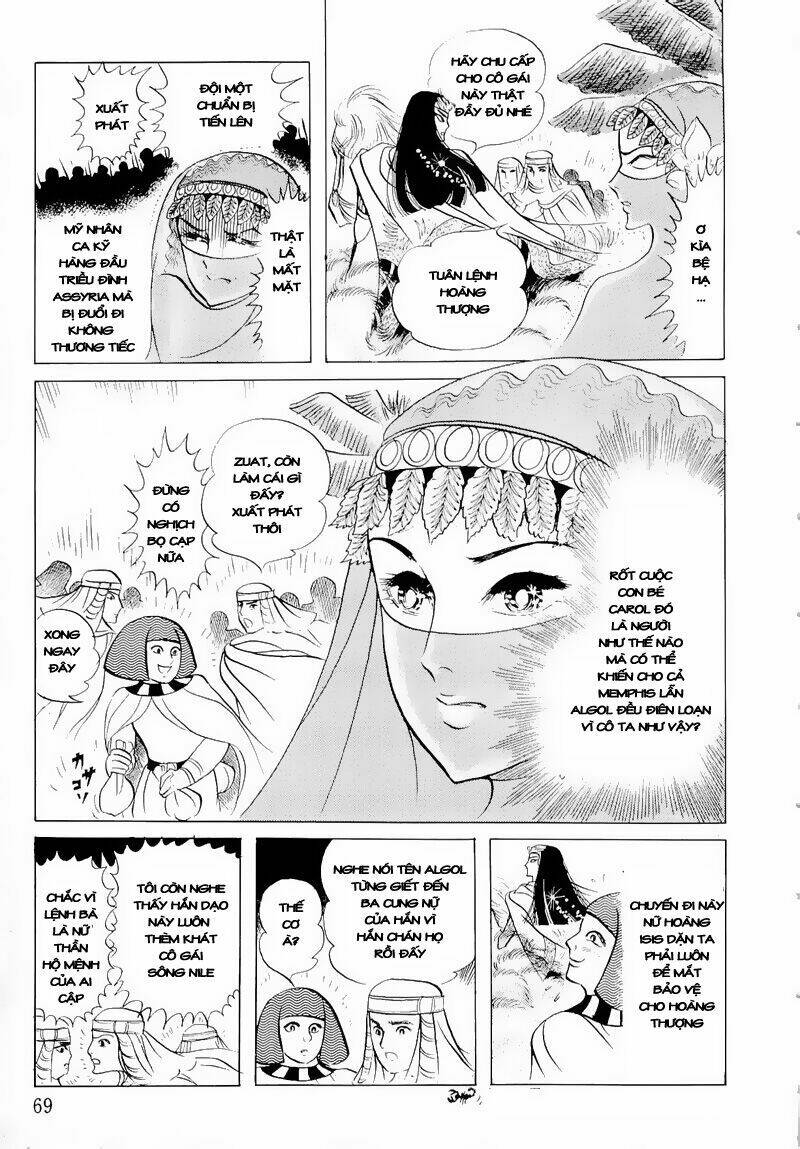 HÃY CHU CẤP
CHO CÔ GÁI
NÀY THẬT
ĐẦY ĐỦ NHÉ
Ơ
KÌA
BỆ
HẠ
...
TUÂN LỆNH
HOÀNG
THƯỢNG
ĐỘI MỘT
CHUẨN BỊ
TIẾN LÊN
XUẤT
PHÁT
THẬT
LÀ
MẤT
MẶT
MỸ NHÂN
CA KỸ
HÀNG ĐẦU
TRIỀU ĐÌNH
ASSYRIA MÀ
BỊ ĐUỔI ĐI
KHÔNG
THƯƠNG TIẾC
RỐT CUỘC
CON BÉ
CAROL ĐÓ
LÀ NGƯỜI
NHƯ THẾ NÀO
MÀ CÓ THỂ
KHIẾN CHO CẢ
MEMPHIS LẪN
ALGOL ĐỀU ĐIÊN LOẠN
VÌ CÔ TA NHƯ VẬY?
ZUAT, CÒN
LÀM CÁI GÌ
ĐẤY?
XUẤT PHÁT
THÔI
ĐỪNG
CÓ
NGHỊCH
BỌ CẠP
NỮA
XONG
NGAY
ĐÂY
カサ
コソ
CHUYẾN ĐI NÀY
NỮ HOÀNG
ISIS DẶN TA
PHẢI LUÔN
ĐỂ MẮT
BẢO VỆ
CHO HOÀNG
THƯỢNG
NGHE NÓI TÊN ALGOL
TỪNG GIẾT ĐẾN
BA CUNG NỮ
CỦA HẮN VÌ
HẮN CHÁN HỌ
RỒI ĐẤY
THẾ
CƠ
À?
TÔI CÒN NGHE
THẤY HẮN DẠO
NÀY LUÔN
THÈM KHÁT
CÔ GÁI
SÔNG NILE
CHẮC VÌ
LỆNH BÀ
LÀ NỮ
THẦN
HỘ MỆNH
CỦA AI
CẬP
69